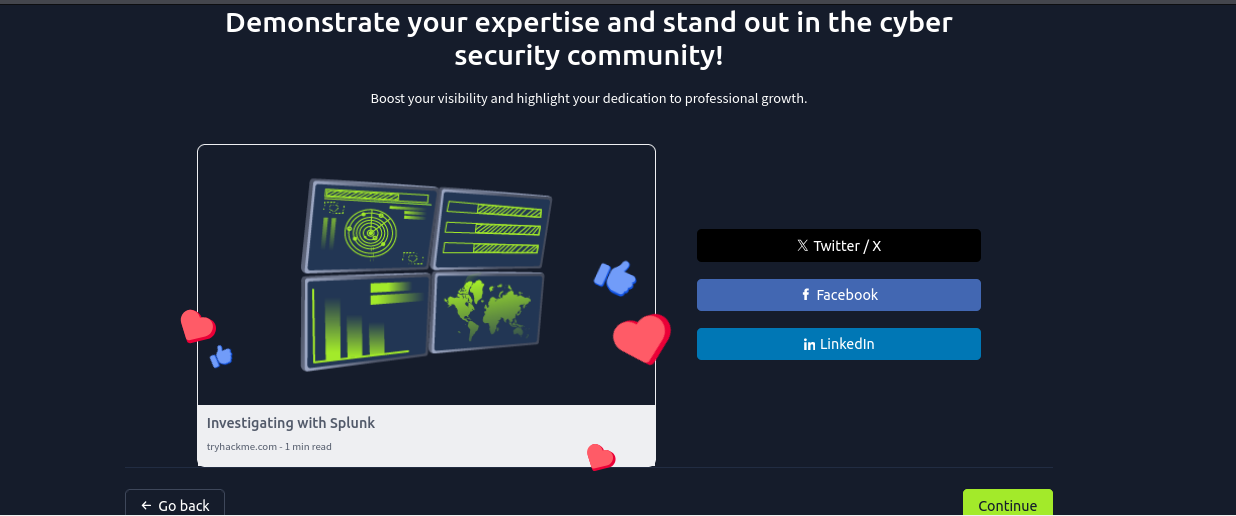 Demonstrate your expertise and stand out in the cyber
security community!
Boost your visibility and highlight your dedication to professional growth.
𝕏 Twitter / X
Facebook
LinkedIn
Investigating with Splunk
tryhackme.com - 1 min read
← Go back
Continue